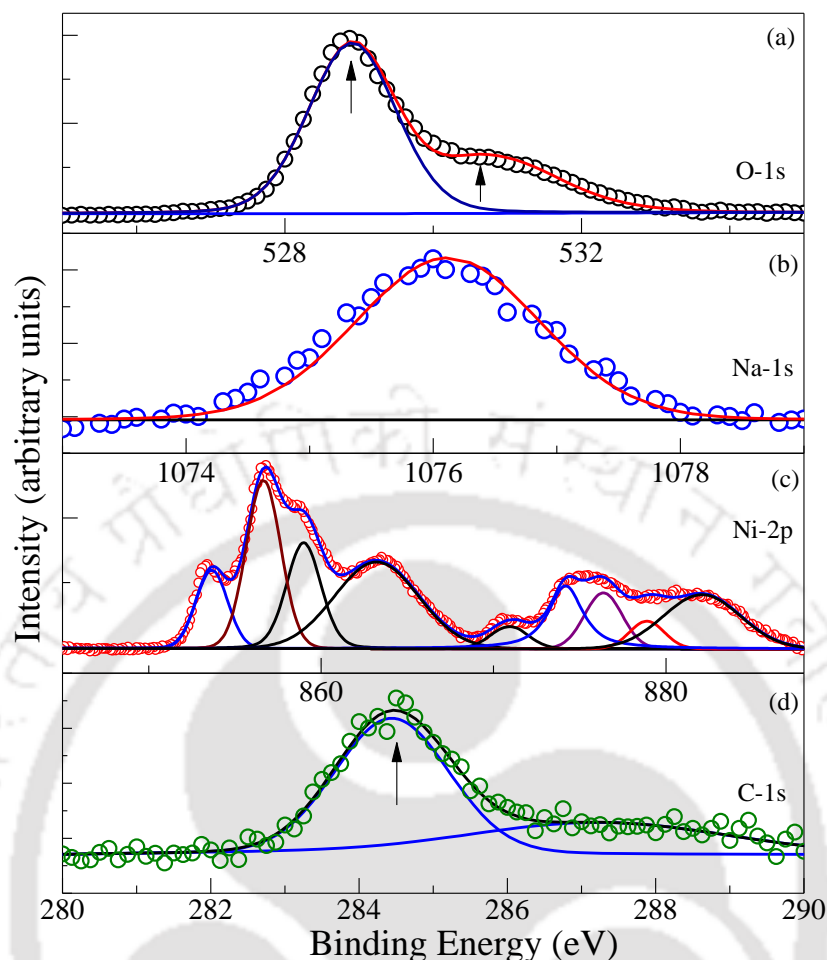 (a)
O-1s
528 532
(b)
Na-1s
1074 1076 1078
(c)
Ni-2p
860 880
(d)
C-1s
280 282 284 286 288 290
Binding Energy (eV)
Intensity (arbitrary units)